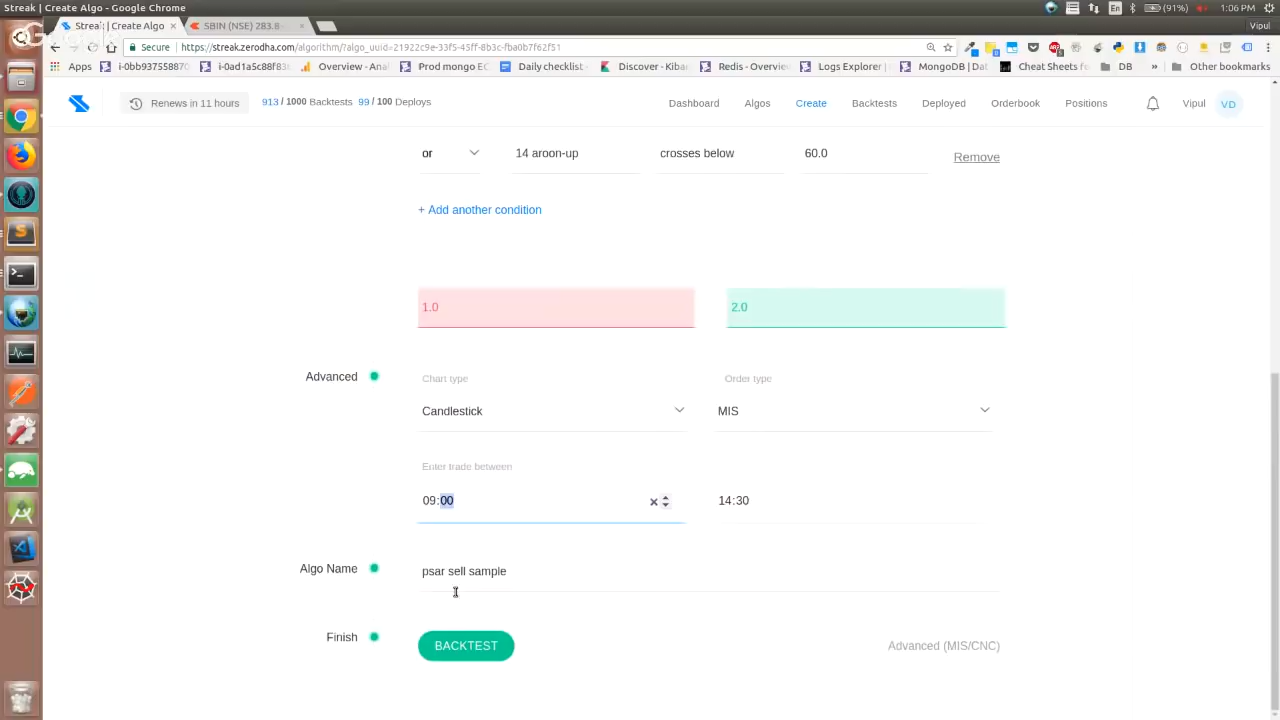 Streak | Create Algo - Google Chrome
En
(91%)
1:06 PM
Streak | Create Algo
SBIN (NSE) 283.8
Vipul
Secure
https://streak.zerodha.com/algorithm/?algo_uuid=21922c9e-33f5-45ff-8b3c-fba0b7f62f51
Apps
i-0bb9375588
i-0ad1a5c88f8
Overview - Anal
Prod mongo EC
Daily checklist -
Discover - Kiba
Redis - Overvie
Logs Explorer |
MongoDB | Dat
Cheat Sheets fo
DB
»
Other bookmarks
Renews in 11 hours
913 / 1000 Backtests 99 / 100 Deploys
Dashboard
Algos
Create
Backtests
Deployed
Orderbook
Positions
Vipul
VD
or
14 aroon-up
crosses below
60.0
Remove
+ Add another condition
1.0
2.0
Advanced
Chart type
Order type
Candlestick
MIS
Enter trade between
09:00
14:30
Algo Name
psar sell sample
Finish
BACKTEST
Advanced (MIS/CNC)